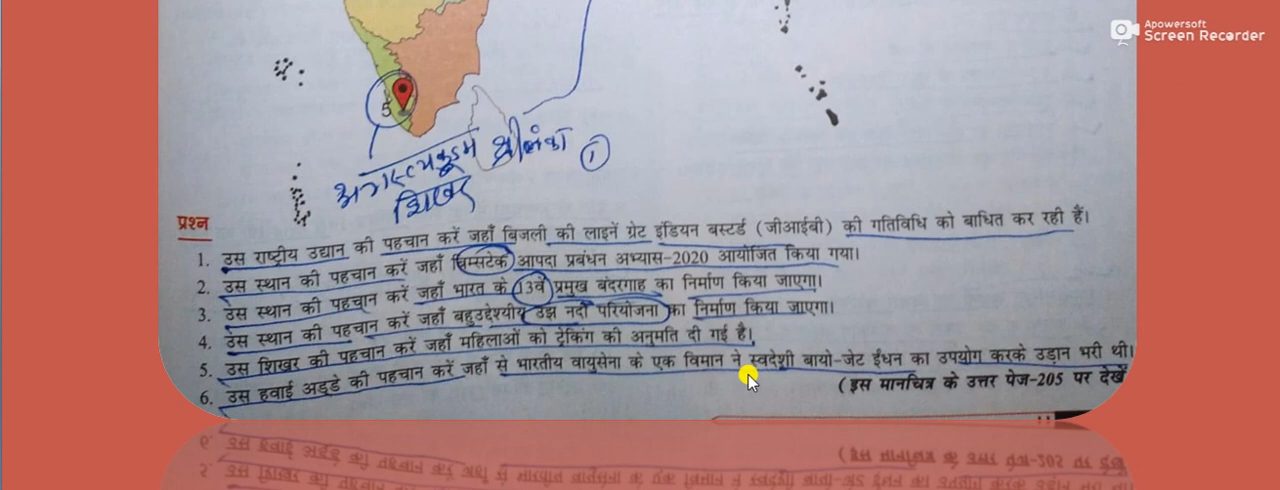 Apowersoft
Screen Recorder
5
अगस्त्यकूडम श्रीलंका 1
शिखर
प्रश्न
1. उस राष्ट्रीय उद्यान की पहचान करें जहाँ बिजली की लाइनें ग्रेट इंडियन बस्टर्ड (जीआईबी) की गतिविधि को बाधित कर रही हैं।
2. उस स्थान की पहचान करें जहाँ बिम्सटेक आपदा प्रबंधन अभ्यास-2020 आयोजित किया गया।
3. उस स्थान की पहचान करें जहाँ भारत के 13वें प्रमुख बंदरगाह का निर्माण किया जाएगा।
4. उस स्थान की पहचान करें जहाँ बहुउद्देश्यीय उझ नदी परियोजना का निर्माण किया जाएगा।
5. उस शिखर की पहचान करें जहाँ महिलाओं को ट्रेकिंग की अनुमति दी गई है।
6. उस हवाई अड्डे की पहचान करें जहाँ से भारतीय वायुसेना के एक विमान ने स्वदेशी बायो-जेट ईंधन का उपयोग करके उड़ान भरी थी।
(इस मानचित्र के उत्तर पेज-205 पर देखें